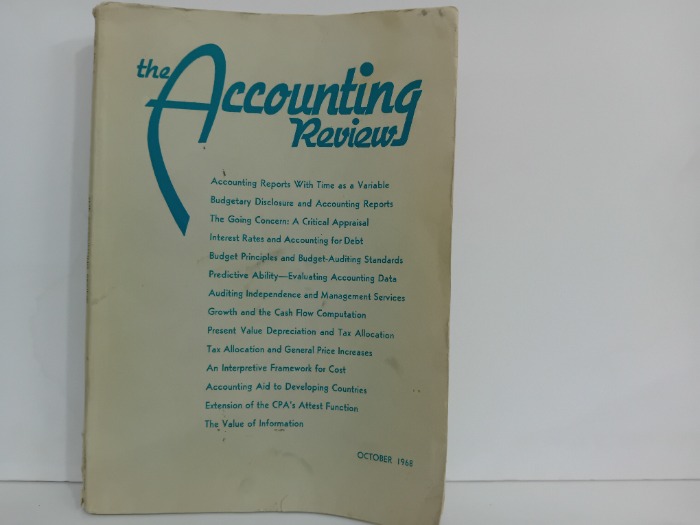 the Accounting
Review
Accounting Reports With Time as a Variable
Budgetary Disclosure and Accounting Reports
The Going Concern: A Critical Appraisal
Interest Rates and Accounting for Debt
Budget Principles and Budget-Auditing Standards
Predictive Ability—Evaluating Accounting Data
Auditing Independence and Management Services
Growth and the Cash Flow Computation
Present Value Depreciation and Tax Allocation
Tax Allocation and General Price Increases
An Interpretive Framework for Cost
Accounting Aid to Developing Countries
Extension of the CPA's Attest Function
The Value of Information
OCTOBER 1968